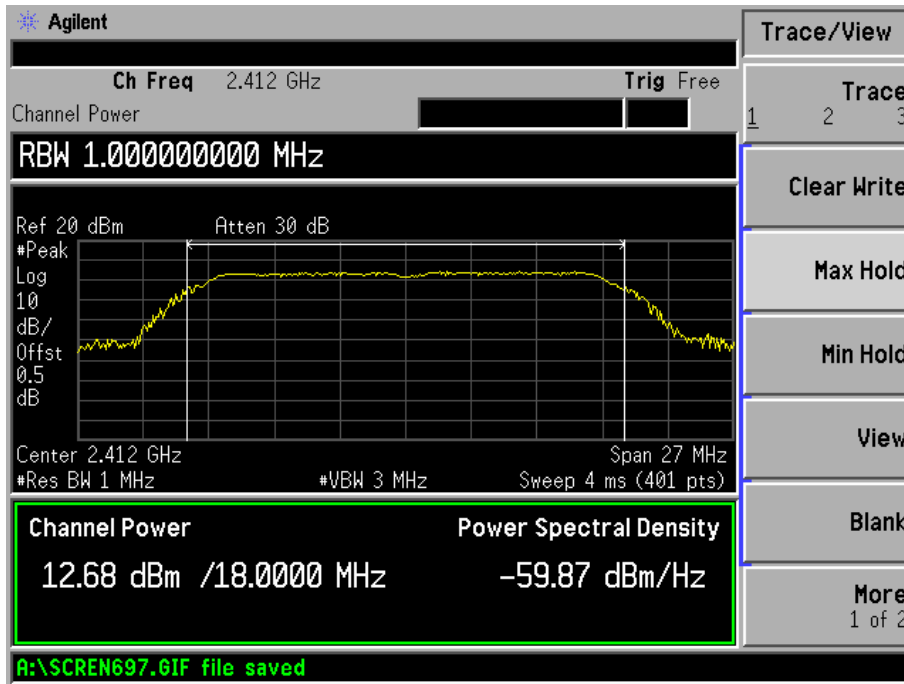 Agilent
Trace/View
Ch Freq 2.412 GHz Trig Free
Channel Power
Trace
1 2 3
RBW 1.000000000 MHz
Clear Write
Ref 20 dBm Atten 30 dB
#Peak
Log
10
dB/
Offst
0.5
dB
Max Hold
Min Hold
View
Center 2.412 GHz Span 27 MHz
#Res BW 1 MHz #VBW 3 MHz Sweep 4 ms (401 pts)
Channel Power Power Spectral Density
12.68 dBm /18.0000 MHz -59.87 dBm/Hz
Blank
More
1 of 2
A:\SCREN697.GIF file saved